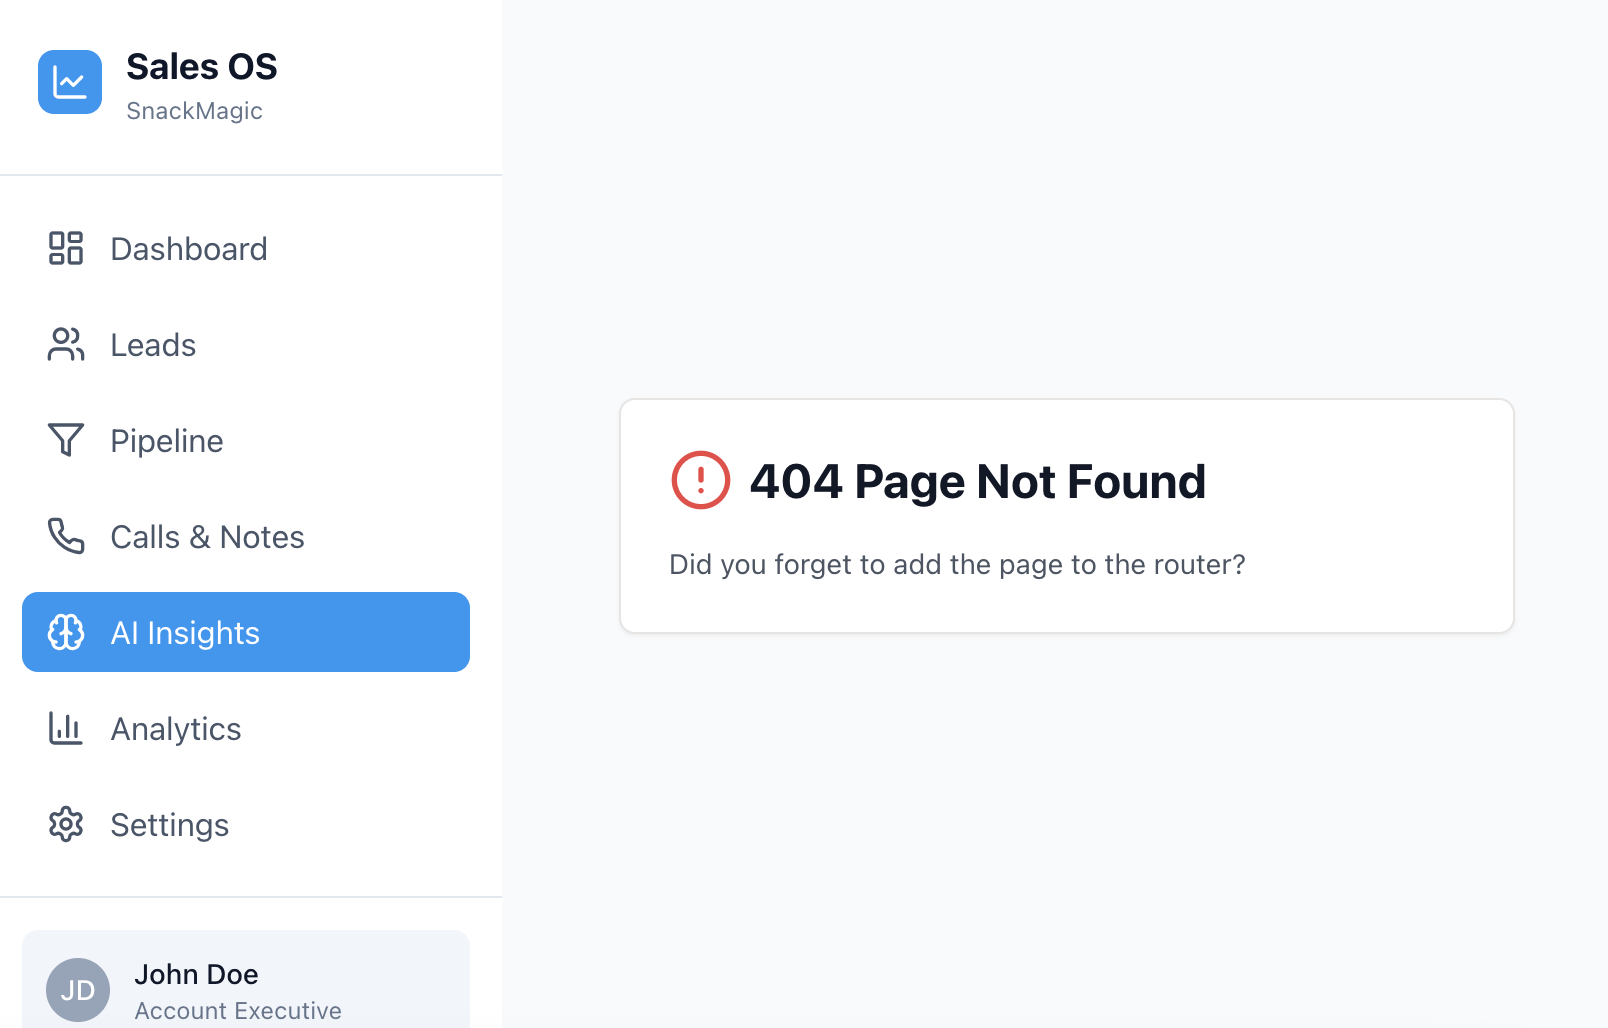 Sales OS
SnackMagic
Dashboard
Leads
Pipeline
Calls & Notes
AI Insights
Analytics
Settings
JD
John Doe
Account Executive
404 Page Not Found
Did you forget to add the page to the router?